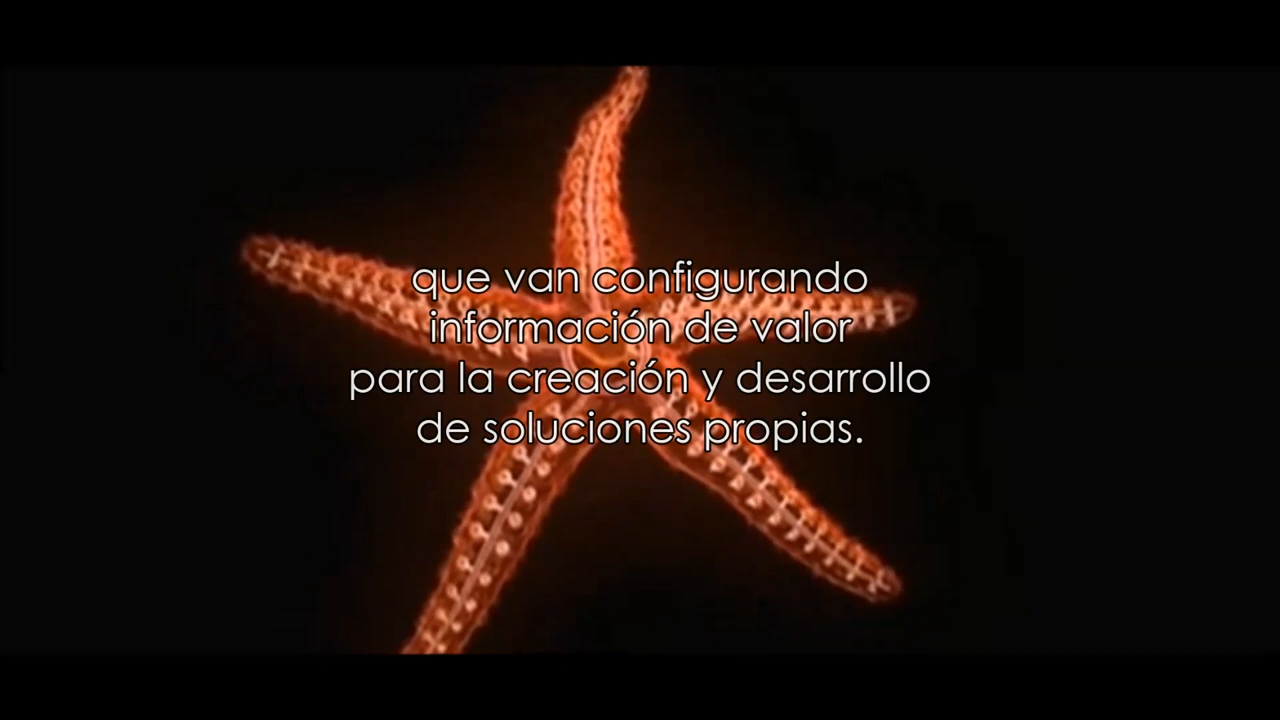 que van configurando
información de valor
para la creación y desarrollo
de soluciones propias.